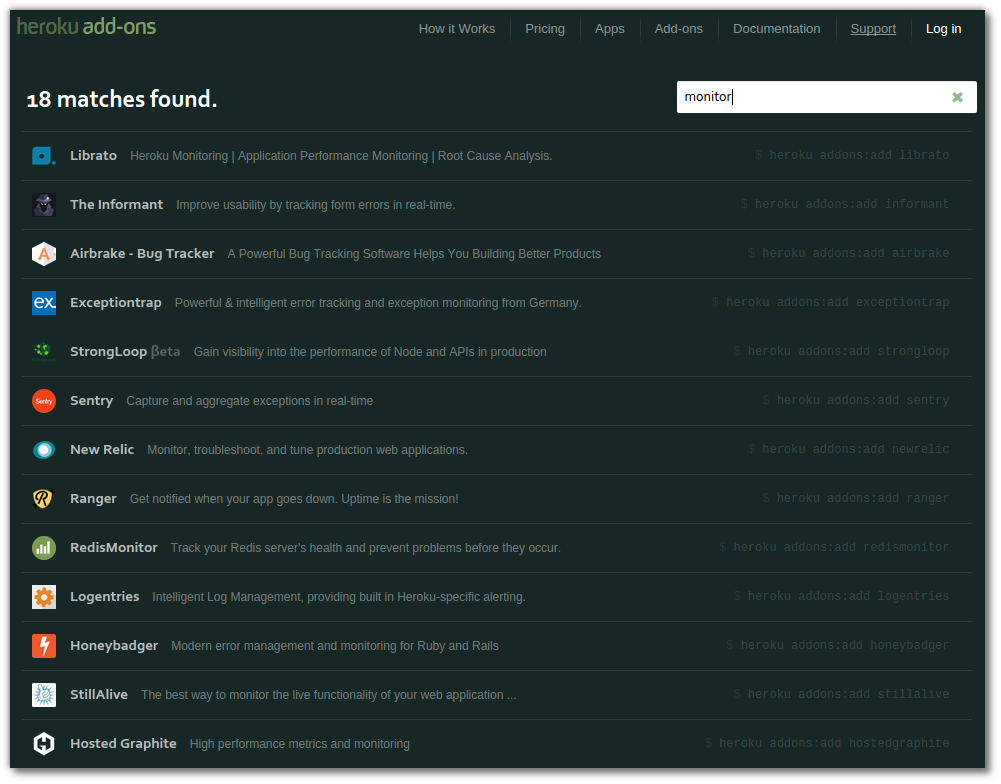 heroku add-ons How it Works Pricing Apps Add-ons Documentation Support Log in
18 matches found. monitor
Librato Heroku Monitoring | Application Performance Monitoring | Root Cause Analysis. $ heroku addons:add librato
The Informant Improve usability by tracking form errors in real-time. $ heroku addons:add informant
A Airbrake - Bug Tracker A Powerful Bug Tracking Software Helps You Building Better Products $ heroku addons:add airbrake
ex. Exceptiontrap Powerful & intelligent error tracking and exception monitoring from Germany. $ heroku addons:add exceptiontrap
StrongLoop βeta Gain visibility into the performance of Node and APIs in production $ heroku addons:add strongloop
Sentry Sentry Capture and aggregate exceptions in real-time $ heroku addons:add sentry
New Relic Monitor, troubleshoot, and tune production web applications. $ heroku addons:add newrelic
R Ranger Get notified when your app goes down. Uptime is the mission! $ heroku addons:add ranger
RedisMonitor Track your Redis server's health and prevent problems before they occur. $ heroku addons:add redismonitor
Logentries Intelligent Log Management, providing built in Heroku-specific alerting. $ heroku addons:add logentries
Honeybadger Modern error management and monitoring for Ruby and Rails $ heroku addons:add honeybadger
StillAlive The best way to monitor the live functionality of your web application ... $ heroku addons:add stillalive
Hosted Graphite High performance metrics and monitoring $ heroku addons:add hostedgraphite